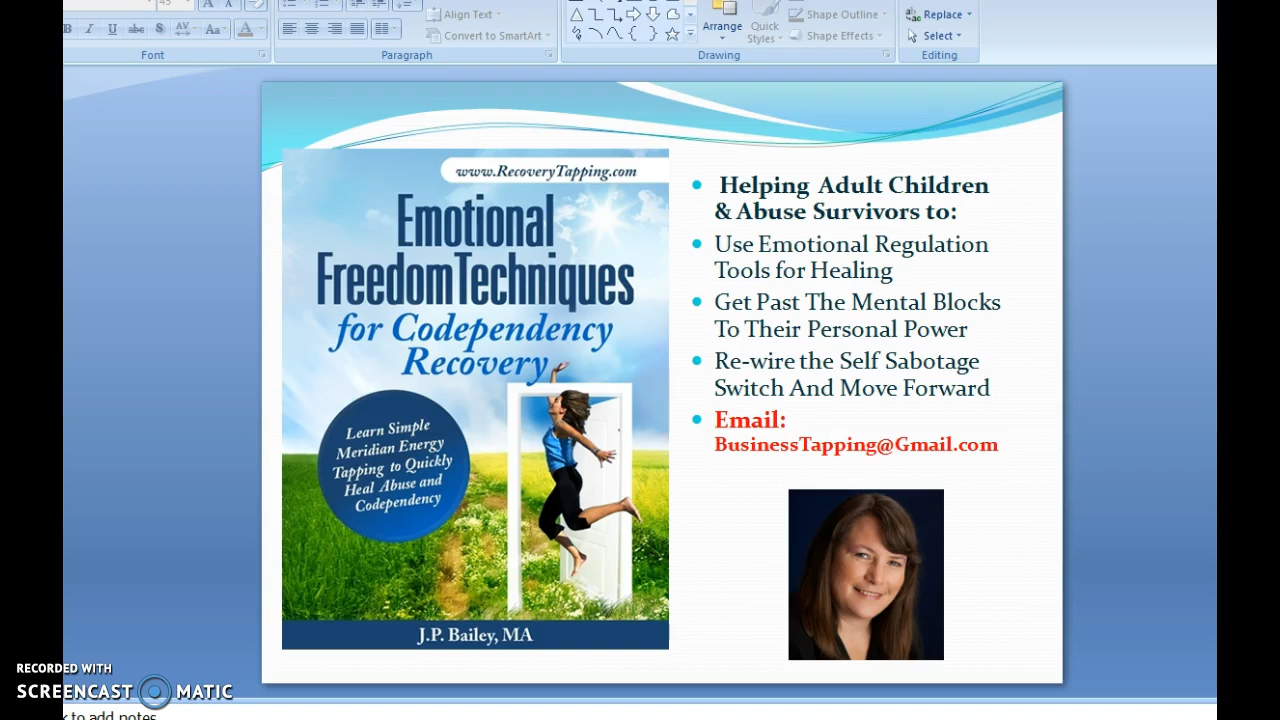 45
A A
B I U abc S AV Aa A
Align Text
Convert to SmartArt
Arrange
Quick
Styles
Shape Outline
Shape Effects
Replace
Select
Font
Paragraph
Drawing
Editing
www.RecoveryTapping.com
Emotional
Freedom Techniques
for Codependency
Recovery
Learn Simple
Meridian Energy
Tapping to Quickly
Heal Abuse and
Codependency
J.P. Bailey, MA
• Helping Adult Children
& Abuse Survivors to:
• Use Emotional Regulation
Tools for Healing
• Get Past The Mental Blocks
To Their Personal Power
• Re-wire the Self Sabotage
Switch And Move Forward
• Email:
BusinessTapping@Gmail.com
RECORDED WITH
SCREENCAST MATIC
to add notes